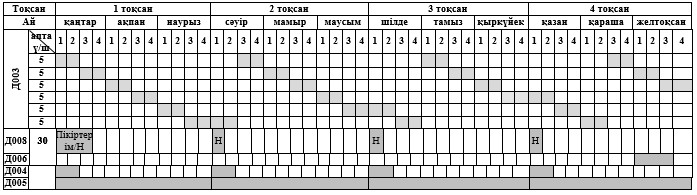 Тоқсан 1 тоқсан 2 тоқсан 3 тоқсан 4 тоқсан
Ай қаңтар ақпан наурыз сәуір мамыр маусым шілде тамыз қыркүйек қазан қараша желтоқсан
апта
ү/ш 1 2 3 4 1 2 3 4 1 2 3 4 1 2 3 4 1 2 3 4 1 2 3 4 1 2 3 4 1 2 3 4 1 2 3 4 1 2 3 4 1 2 3 4 1 2 3 4
Д003
5
5
5
5
5
5
Д008 30 Пікіртер
ім/Н Н Н Н
Д006
Д004
Д005